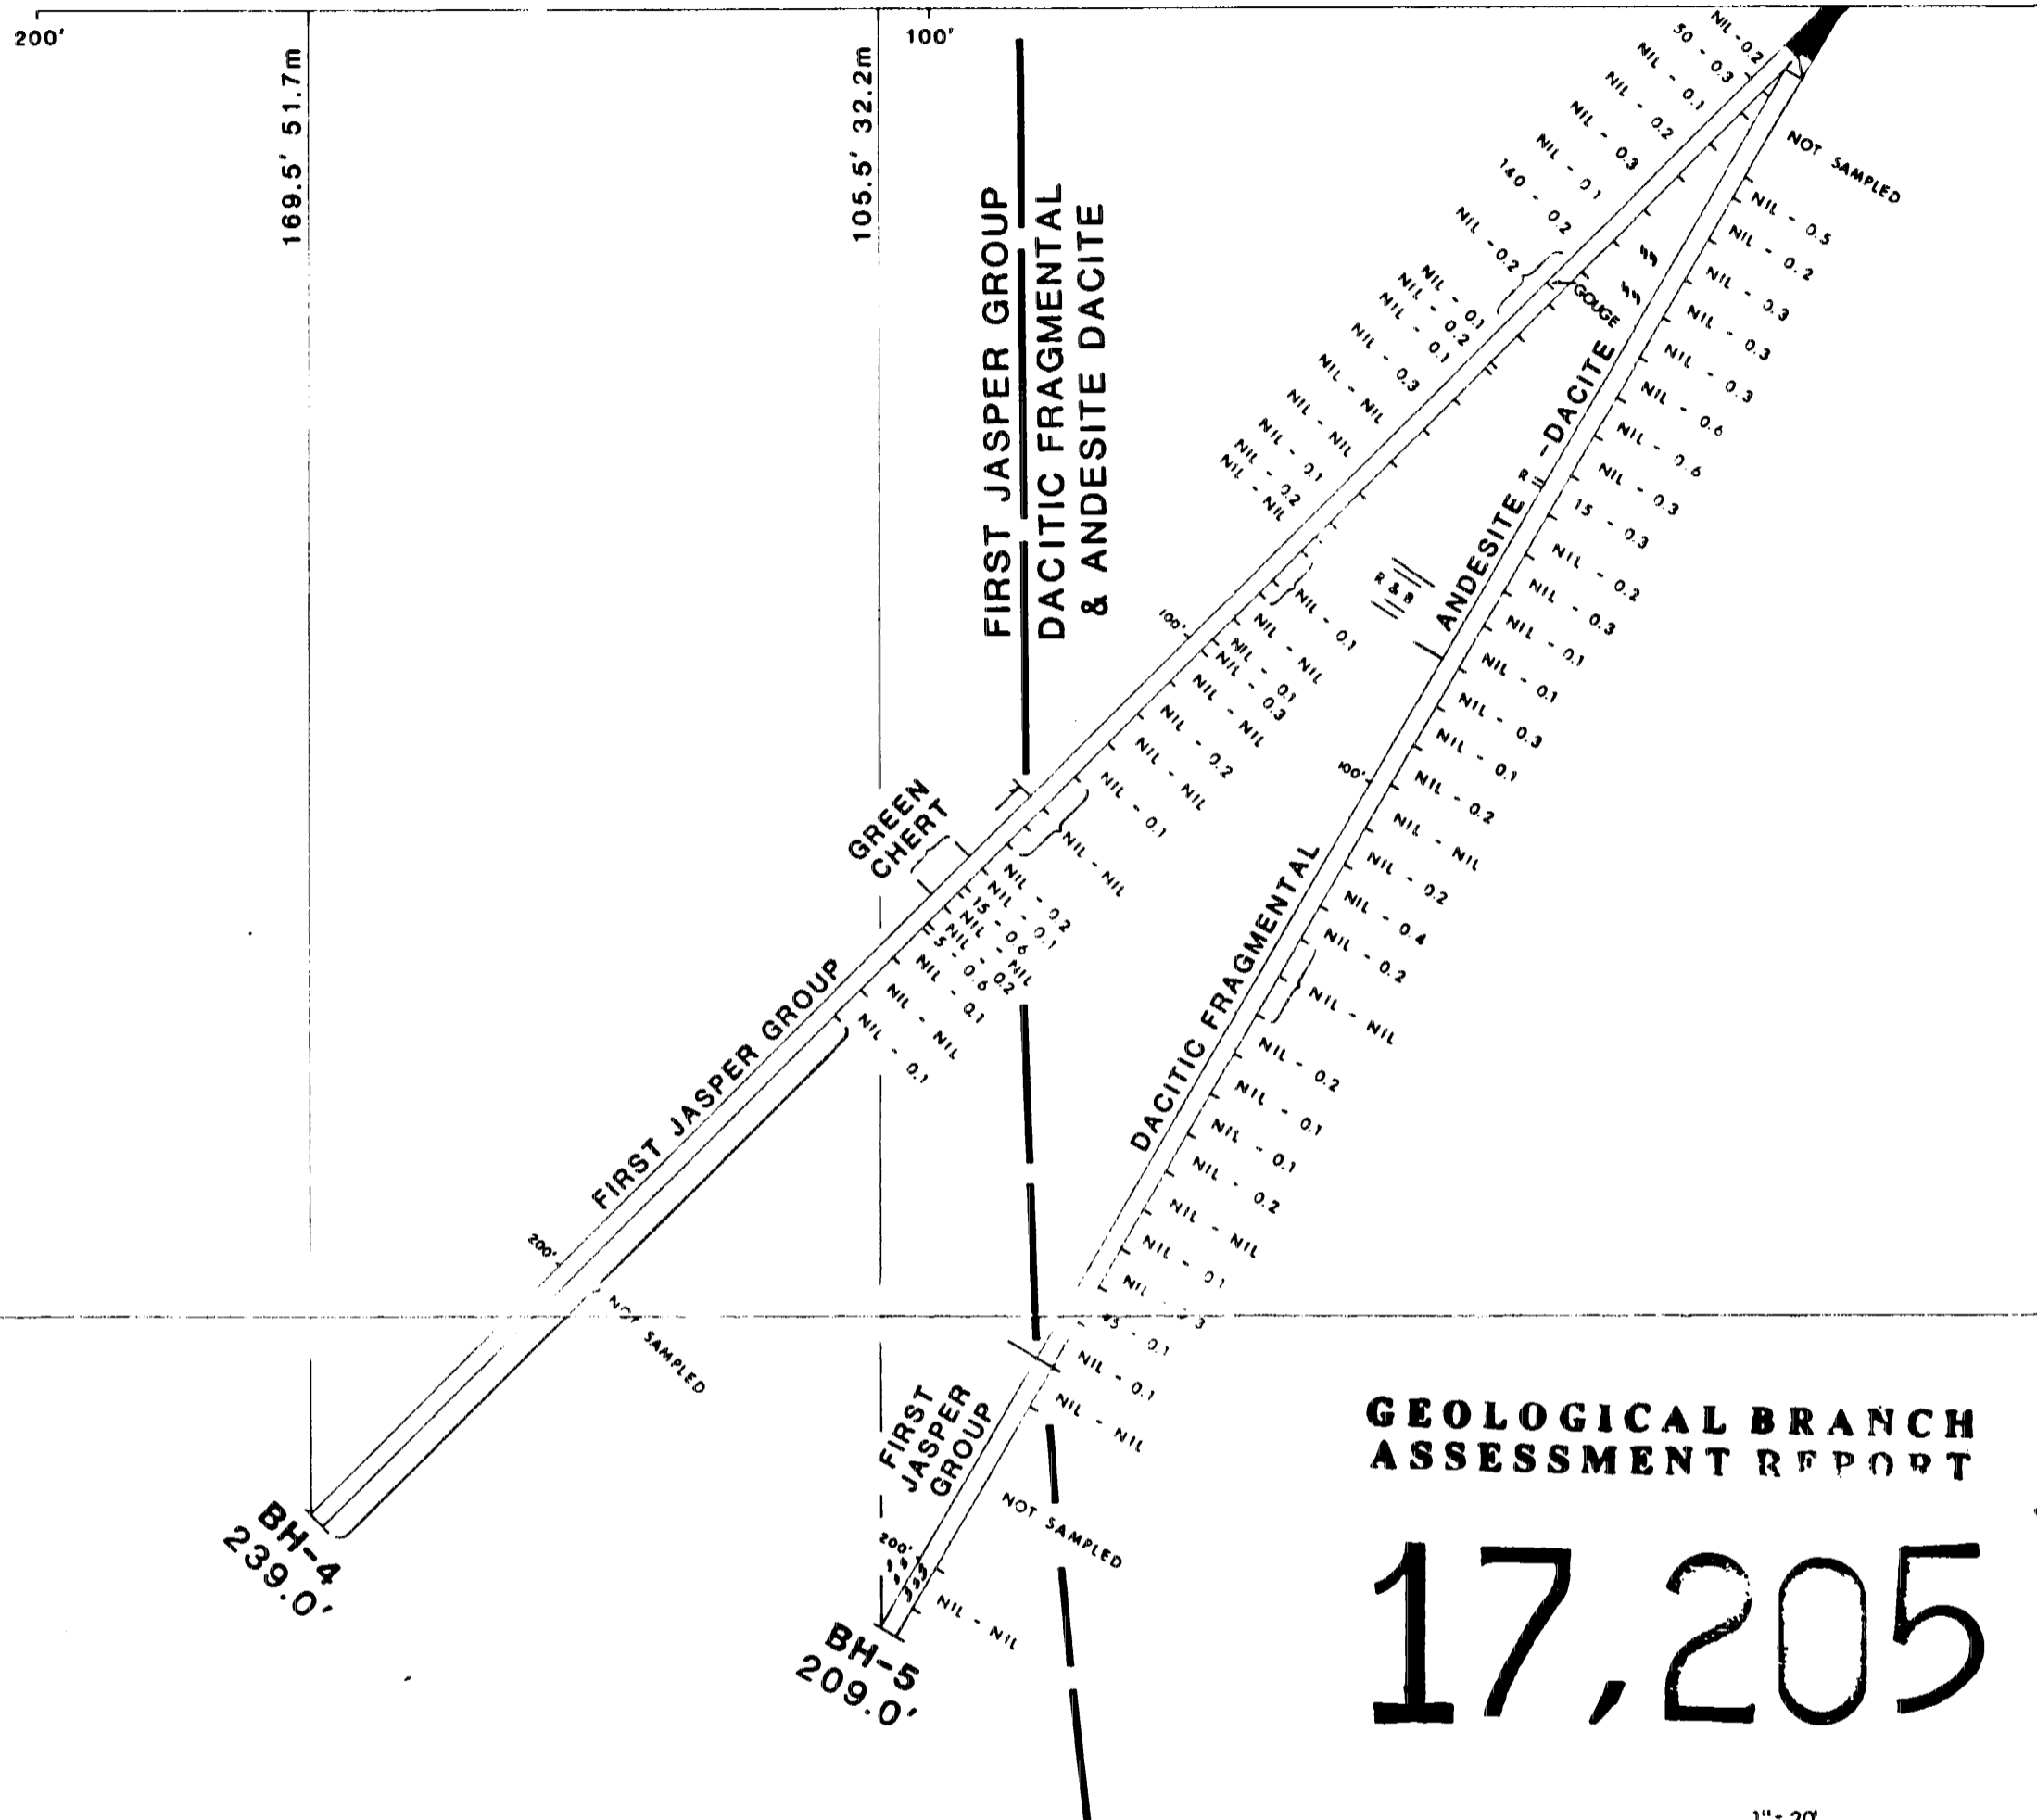 200'
100'
169.5' 51.7m
105.5' 32.2m
FIRST JASPER GROUP
DACITIC FRAGMENTAL
& ANDESITE DACITE
NIL - 0.2
50 - 0.3
NIL - 0.1
NIL - 0.2
NIL - 0.3
NIL - 0.1
140 - 0.2
NIL - 0.2
NIL - 0.1
NIL - 0.2
NIL - 0.1
NIL - 0.3
NIL - NIL
NIL - NIL
NIL - 0.1
NIL - 0.2
NIL - NIL
GOUGE
100'
NIL - 0.1
NIL - NIL
NIL - 0.1
NIL - 0.3
NIL - NIL
NIL - 0.2
NIL - NIL
NIL - 0.1
NIL - NIL
GREEN
CHERT
NIL - 0.2
NIL - 0.1
15 - 0.6
NIL - NIL
NIL - 0.2
5 - 0.6
NIL - 0.1
NIL - NIL
NIL - 0.1
FIRST JASPER GROUP
200'
NOT SAMPLED
BH-4
239.0'
NOT SAMPLED
NIL - 0.5
NIL - 0.2
NIL - 0.3
NIL - 0.3
NIL - 0.3
NIL - 0.6
NIL - 0.6
NIL - 0.3
15 - 0.3
NIL - 0.2
NIL - 0.3
NIL - 0.1
NIL - 0.1
NIL - 0.3
NIL - 0.1
NIL - 0.2
NIL - NIL
NIL - 0.2
NIL - 0.4
NIL - 0.2
NIL - NIL
NIL - 0.2
NIL - 0.1
NIL - 0.1
NIL - 0.2
NIL - NIL
NIL - 0.1
NIL - 3
- 0.1
NIL - 0.1
NIL - NIL
ANDESITE R -DACITE
R & B
100'
DACITIC FRAGMENTAL
FIRST
JASPER
GROUP
NOT SAMPLED
200'
NIL - NIL
BH-5
209.0'
GEOLOGICAL BRANCH
ASSESSMENT REPORT
17,205
1" = 20'